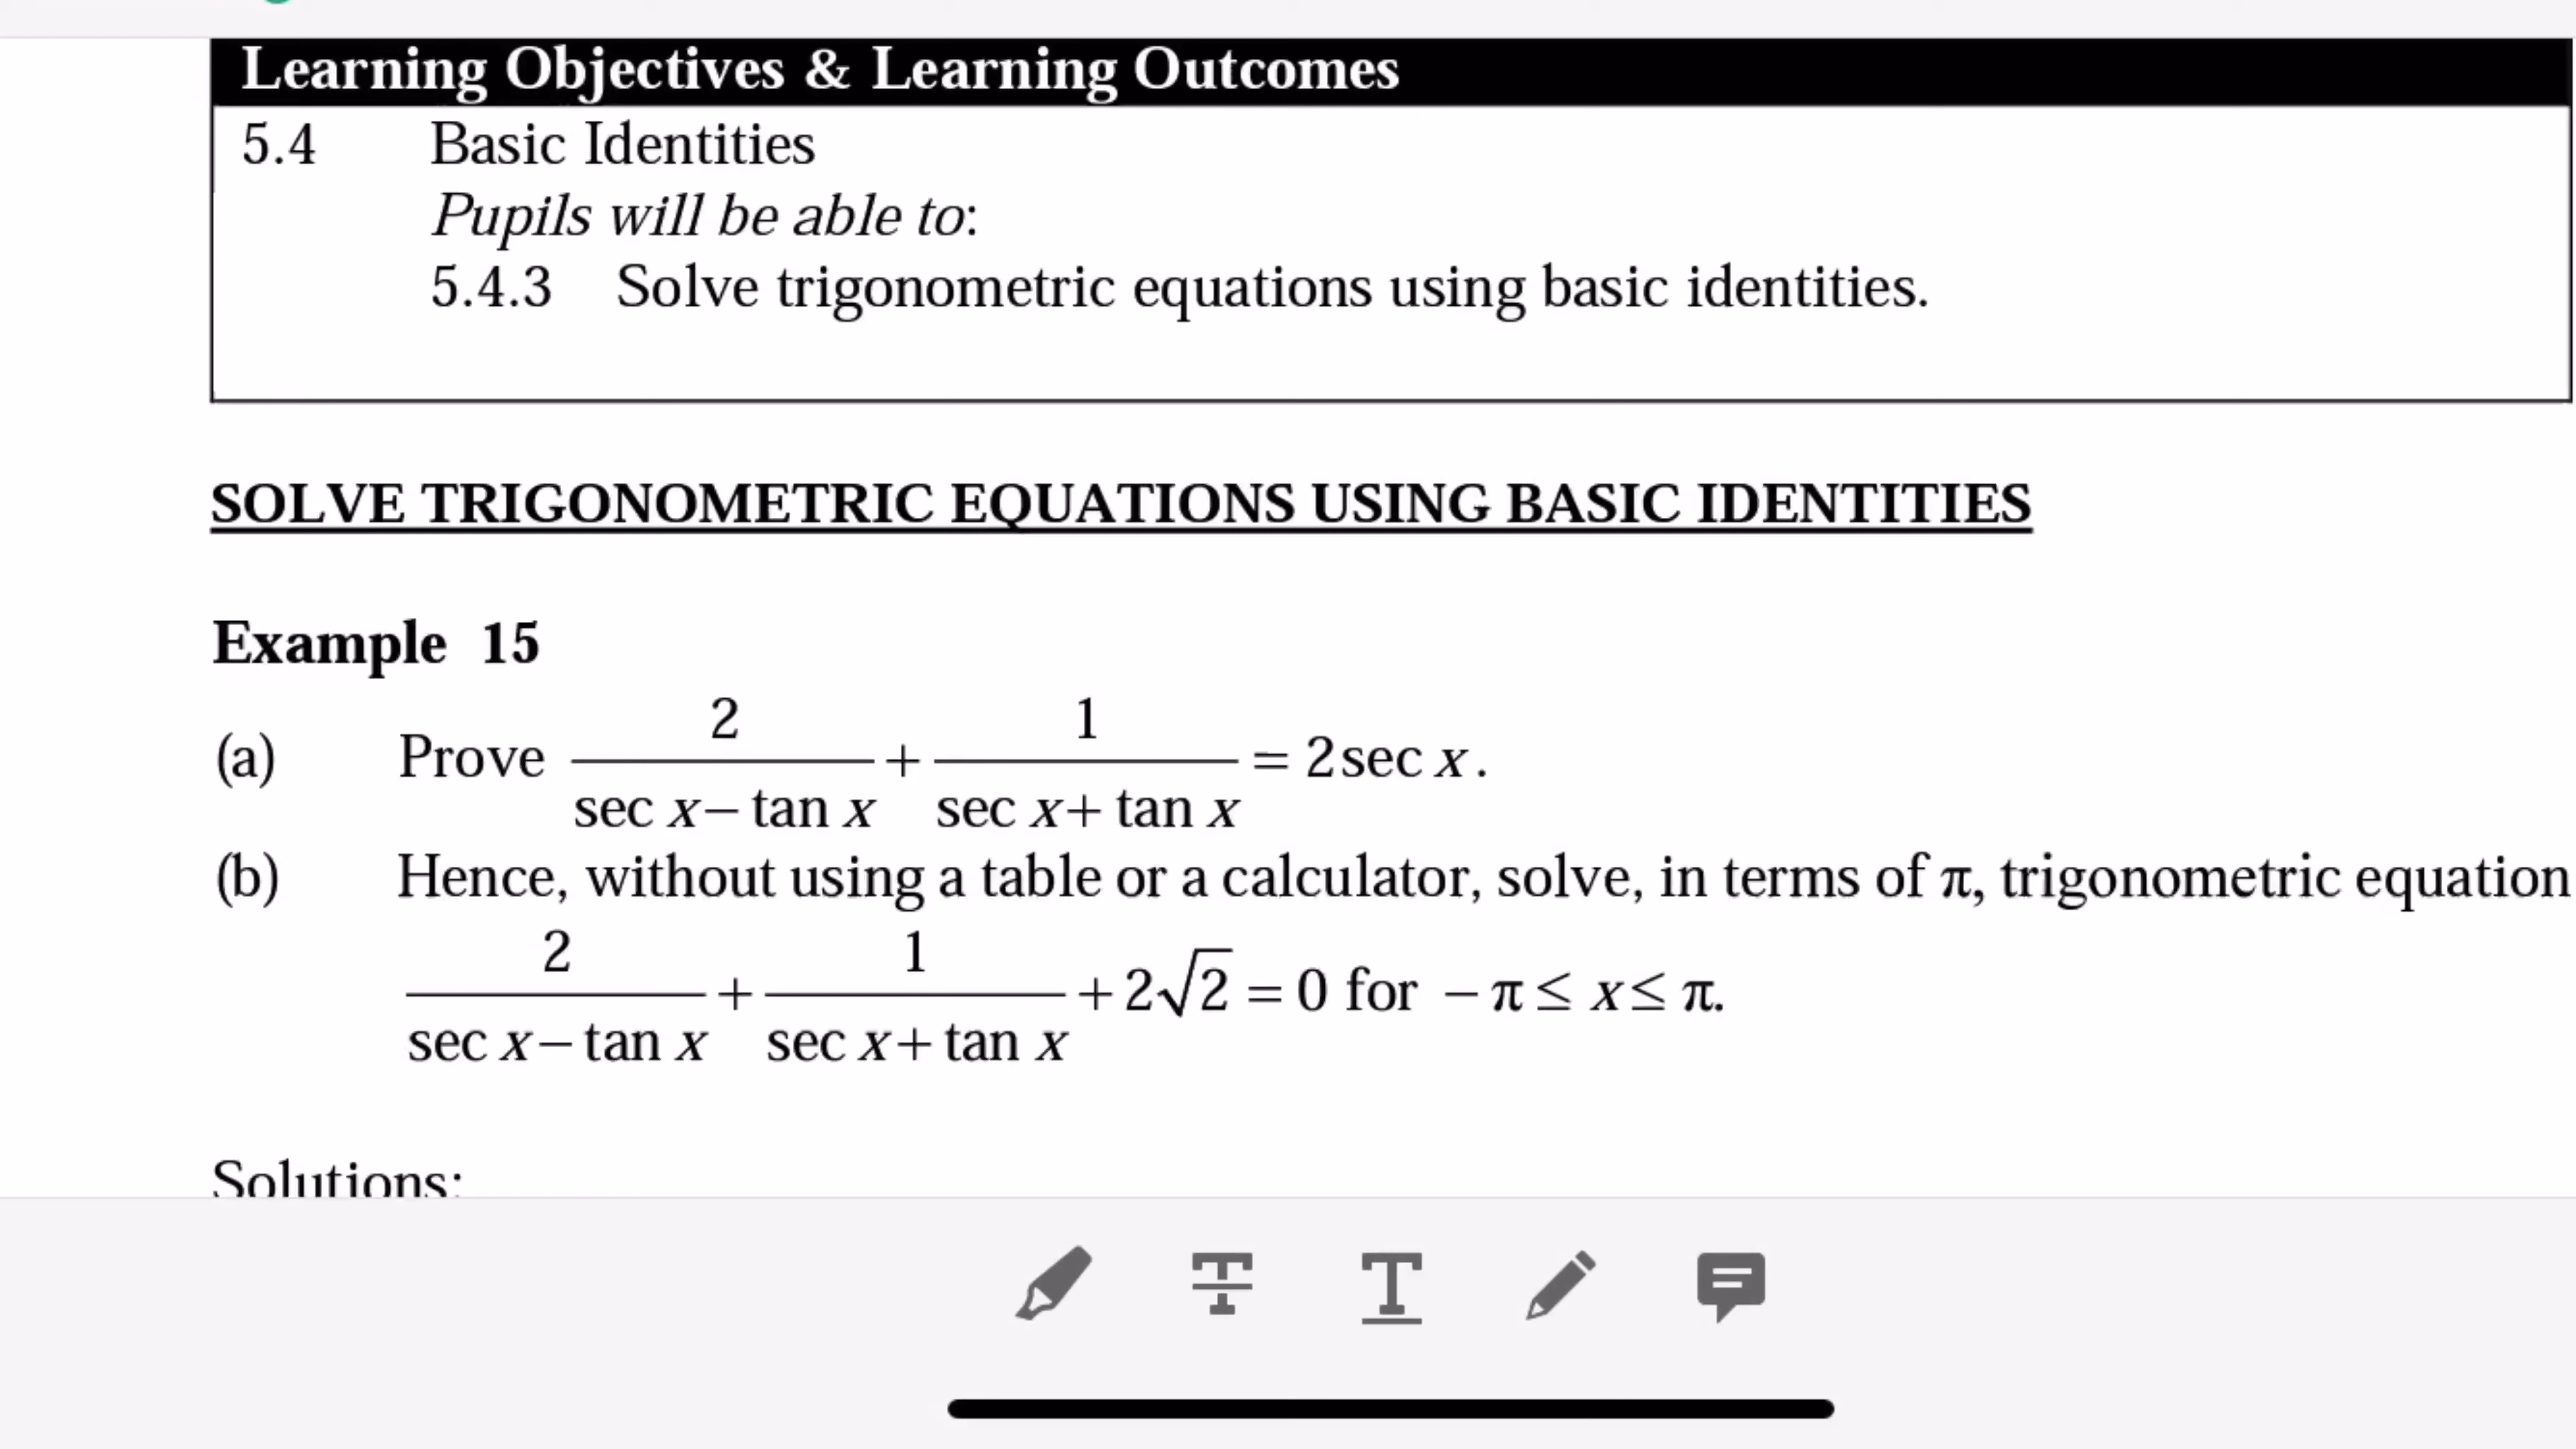 Learning Objectives & Learning Outcomes
5.4 Basic Identities
Pupils will be able to:
5.4.3 Solve trigonometric equations using basic identities.
SOLVE TRIGONOMETRIC EQUATIONS USING BASIC IDENTITIES
Example 15
(a) Prove 2/(sec x − tan x) + 1/(sec x + tan x) = 2 sec x.
(b) Hence, without using a table or a calculator, solve, in terms of π, trigonometric equation
2/(sec x − tan x) + 1/(sec x + tan x) + 2√2 = 0 for − π ≤ x ≤ π.
Solutions: